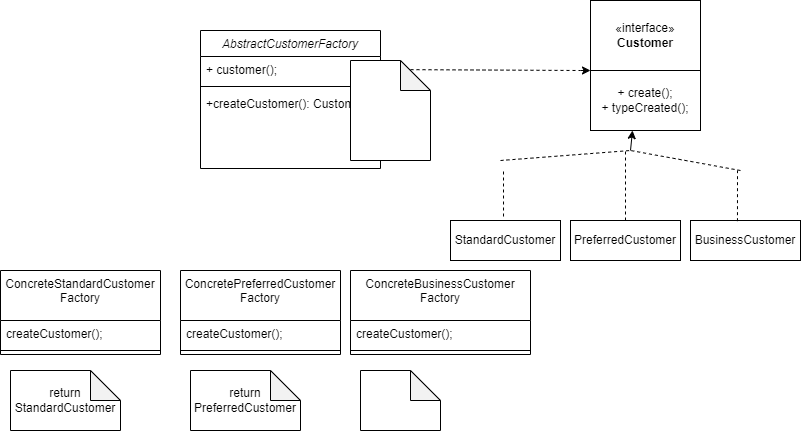 «interface»
Customer
AbstractCustomerFactory
+ customer();
+createCustomer(): Custom
+ create();
+ typeCreated();
StandardCustomer
PreferredCustomer
BusinessCustomer
ConcreteStandardCustomer
Factory
createCustomer();
ConcretePreferredCustomer
Factory
createCustomer();
ConcreteBusinessCustomer
Factory
createCustomer();
return
StandardCustomer
return
PreferredCustomer